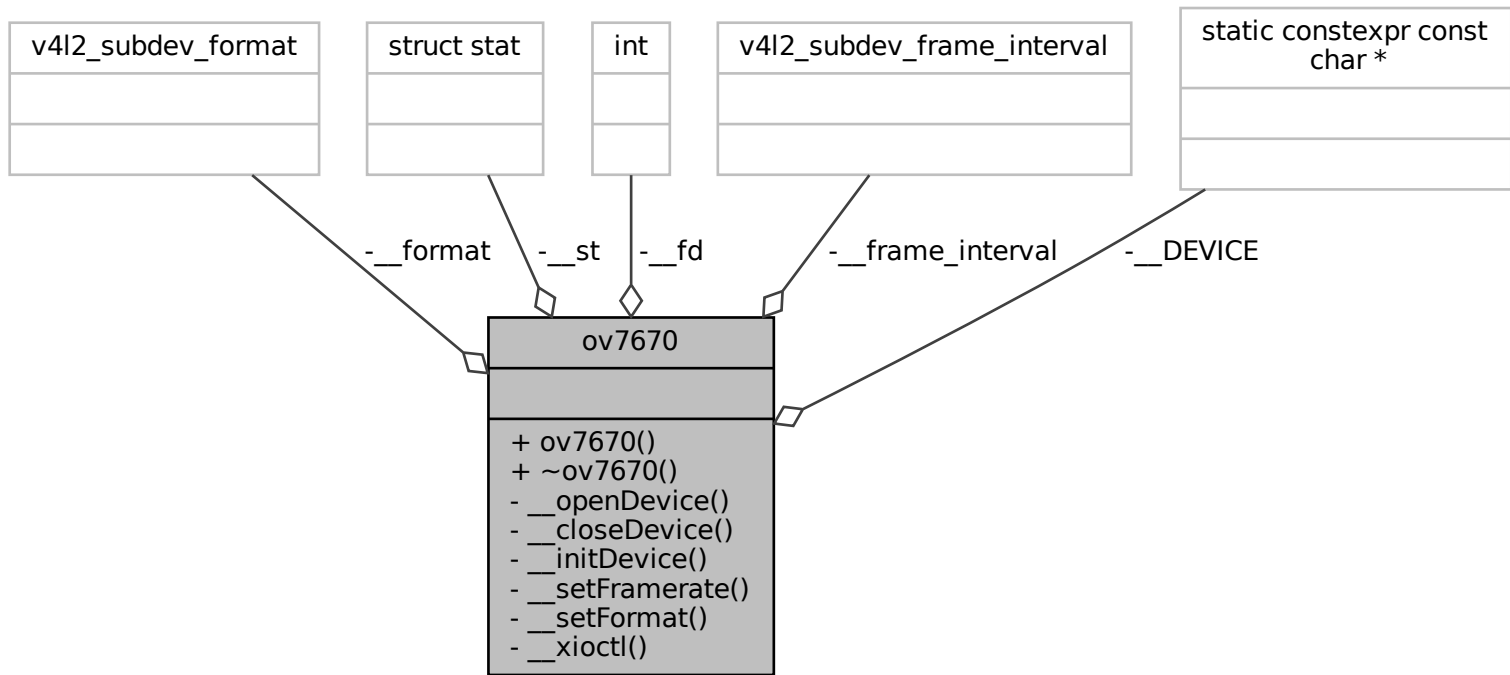 v4l2_subdev_format
struct stat
int
v4l2_subdev_frame_interval
static constexpr const
char *
-__format
-__st
-__fd
-__frame_interval
-__DEVICE
ov7670
+ ov7670()
+ ~ov7670()
- __openDevice()
- __closeDevice()
- __initDevice()
- __setFramerate()
- __setFormat()
- __xioctl()